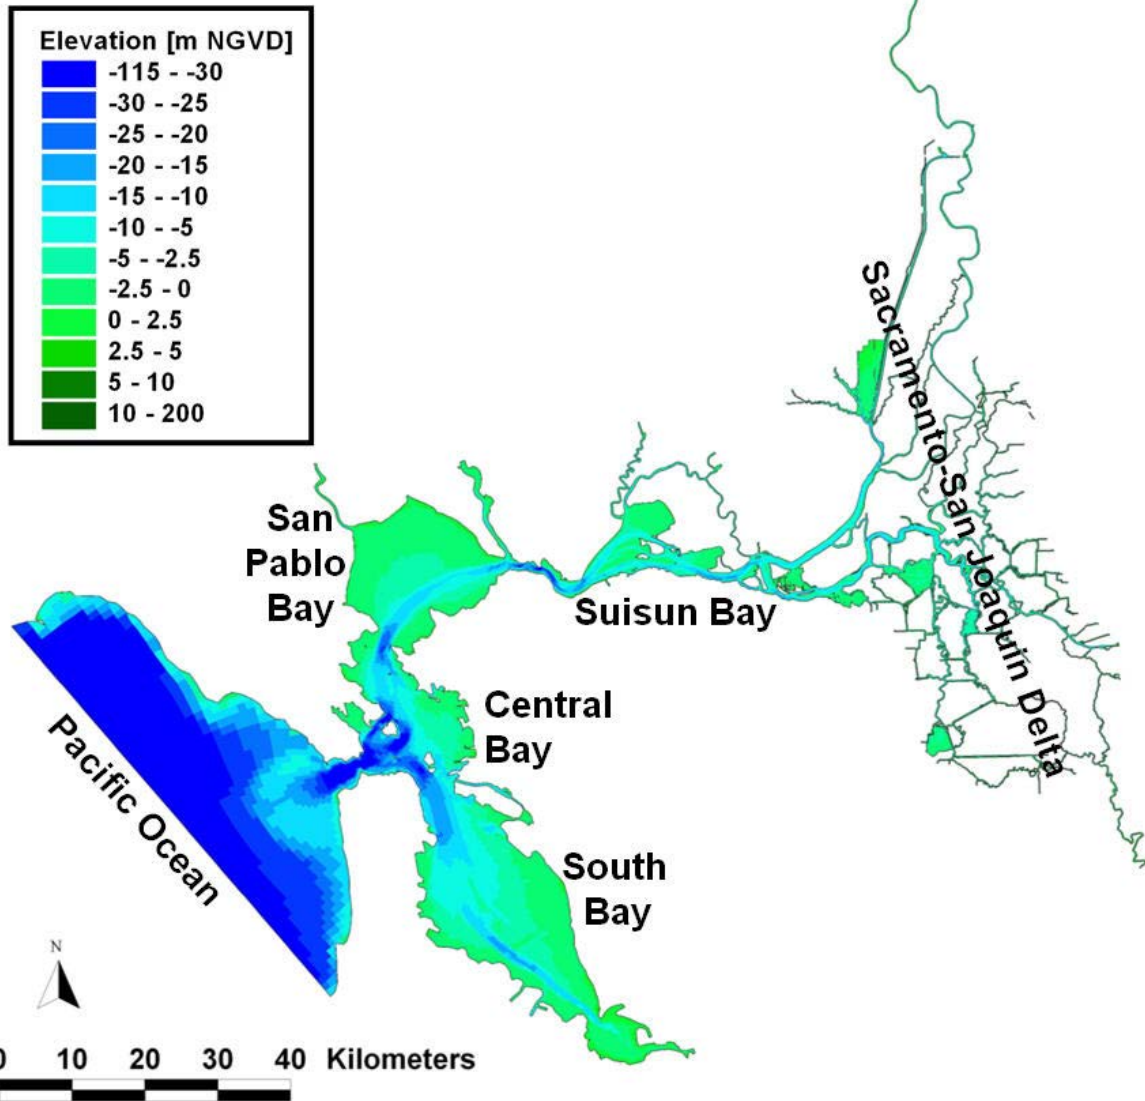 Elevation [m NGVD]
-115 - -30
-30 - -25
-25 - -20
-20 - -15
-15 - -10
-10 - -5
-5 - -2.5
-2.5 - 0
0 - 2.5
2.5 - 5
5 - 10
10 - 200
Sacramento-San Joaquin Delta
San
Pablo
Bay
Suisun Bay
Central
Bay
Pacific Ocean
South
Bay
N
0 10 20 30 40 Kilometers